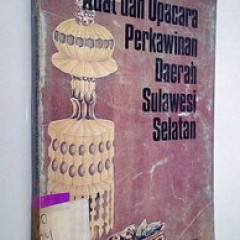 Adat dan Upacara
Perkawinan
Daerah
Sulawesi
Selatan